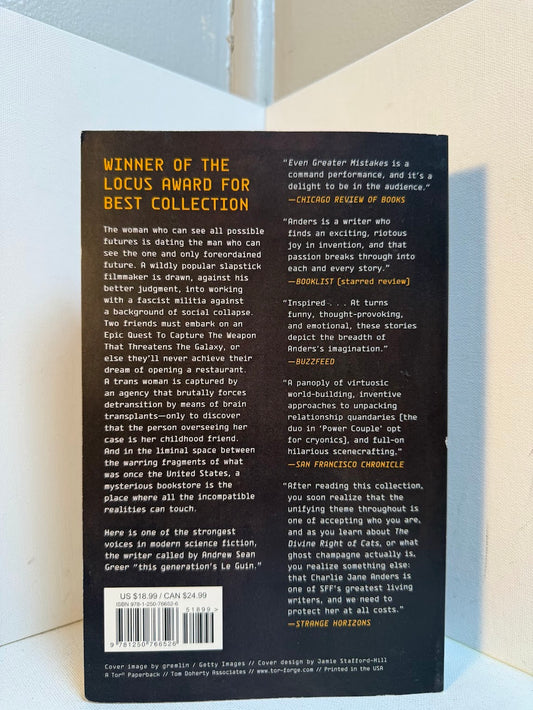 WINNER OF THE
LOCUS AWARD FOR
BEST COLLECTION
The woman who can see all possible
futures is dating the man who can
see the one and only foreordained
future. A wildly popular slapstick
filmmaker is drawn, against his
better judgment, into working
with a fascist militia against
a background of social collapse.
Two friends must embark on an
Epic Quest To Capture The Weapon
That Threatens The Galaxy, or
else they'll never achieve their
dream of opening a restaurant.
A trans woman is captured by
an agency that brutally forces
detransition by means of brain
transplants—only to discover
that the person overseeing her
case is her childhood friend.
And in the liminal space between
the warring fragments of what
was once the United States, a
mysterious bookstore is the
place where all the incompatible
realities can touch.
Here is one of the strongest
voices in modern science fiction,
the writer called by Andrew Sean
Greer "this generation's Le Guin."
US $18.99 / CAN $24.99
ISBN 978-1-250-76652-6
51899>
9 781250 766526
"Even Greater Mistakes is a
command performance, and it's a
delight to be in the audience."
—CHICAGO REVIEW OF BOOKS
"Anders is a writer who
finds an exciting, riotous
joy in invention, and that
passion breaks through into
each and every story."
—BOOKLIST (starred review)
"Inspired . . . At turns
funny, thought-provoking,
and emotional, these stories
depict the breadth of
Anders's imagination."
—BUZZFEED
"A panoply of virtuosic
world-building, inventive
approaches to unpacking
relationship quandaries (the
duo in 'Power Couple' opt
for cryonics), and full-on
hilarious scenecrafting."
—SAN FRANCISCO CHRONICLE
"After reading this collection,
you soon realize that the
unifying theme throughout is
one of accepting who you are,
and as you learn about The
Divine Right of Cats, or what
ghost champagne actually is,
you realize something else:
that Charlie Jane Anders is
one of SFF's greatest living
writers, and we need to
protect her at all costs."
—STRANGE HORIZONS
Cover image by gremlin / Getty Images // Cover design by Jamie Stafford-Hill
A Tor® Paperback // Tom Doherty Associates // www.tor-forge.com // Printed in the USA